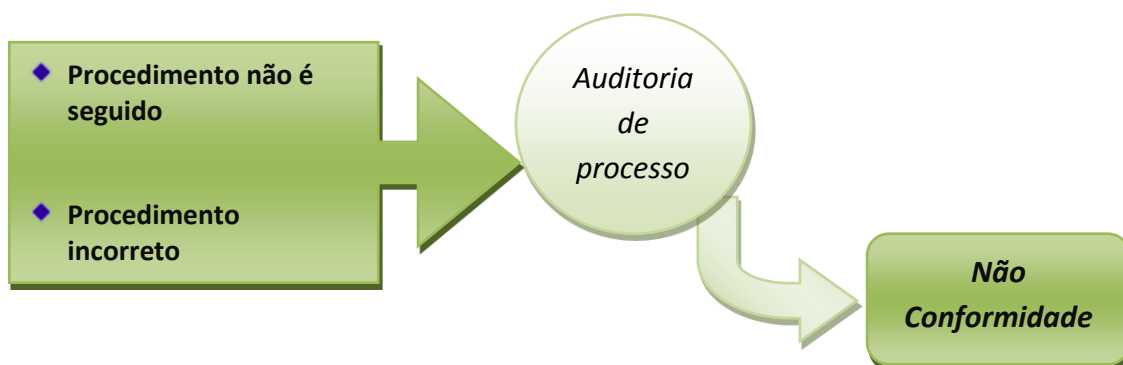 Procedimento não é
seguido
Procedimento
incorreto
Auditoria
de
processo
Não
Conformidade